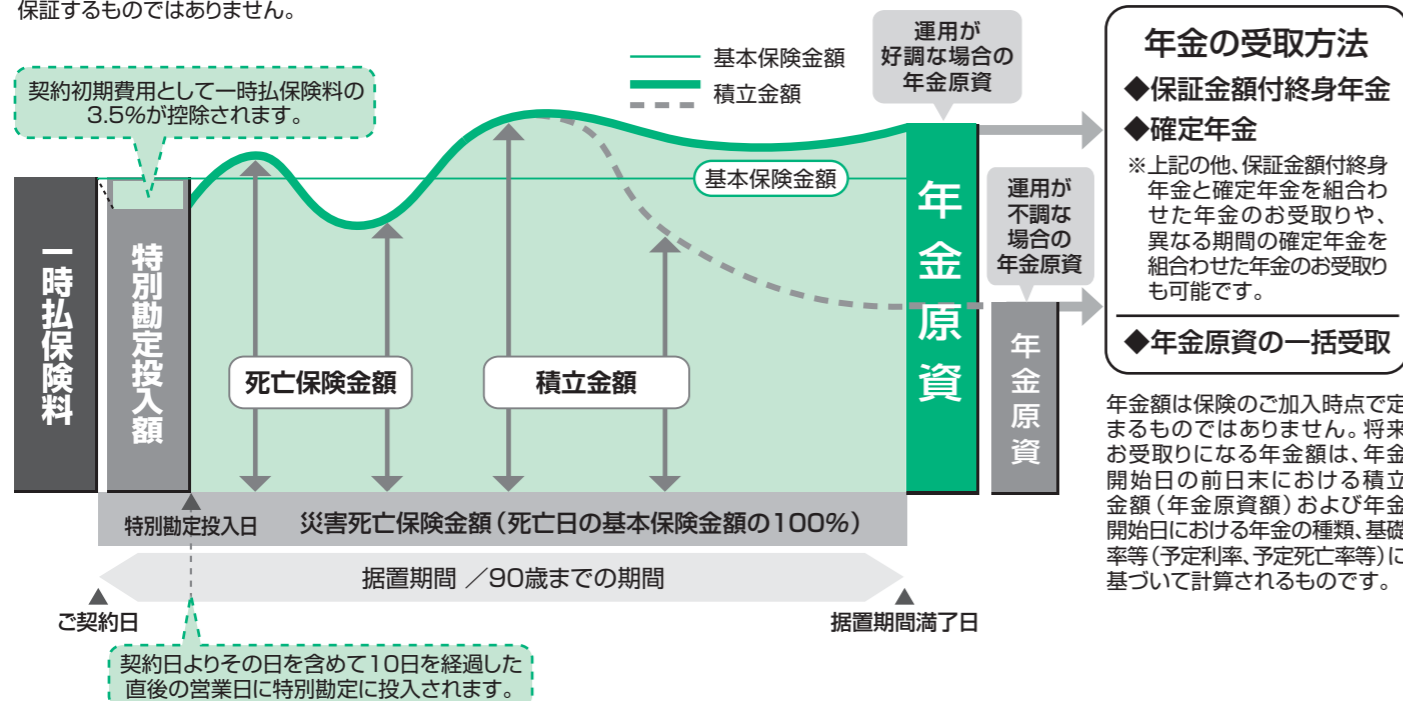 保証するものではありません。
契約初期費用として一時払保険料の
3.5%が控除されます。
基本保険金額
積立金額
運用が
好調な場合の
年金原資
基本保険金額
運用が
不調な
場合の
年金原資
一時払保険料
特別勘定投入額
死亡保険金額
積立金額
年金原資
年金原資
特別勘定投入日
災害死亡保険金額(死亡日の基本保険金額の100%)
据置期間 ／90歳までの期間
ご契約日
据置期間満了日
契約日よりその日を含めて10日を経過した
直後の営業日に特別勘定に投入されます。
年金の受取方法
◆保証金額付終身年金
◆確定年金
※上記の他、保証金額付終身
年金と確定年金を組合わ
せた年金のお受取りや、
異なる期間の確定年金を
組合わせた年金のお受取り
も可能です。
◆年金原資の一括受取
年金額は保険のご加入時点で定
まるものではありません。将来
お受取りになる年金額は、年金
開始日の前日末における積立
金額(年金原資額)および年金
開始日における年金の種類、基礎
率等(予定利率、予定死亡率等)に
基づいて計算されるものです。